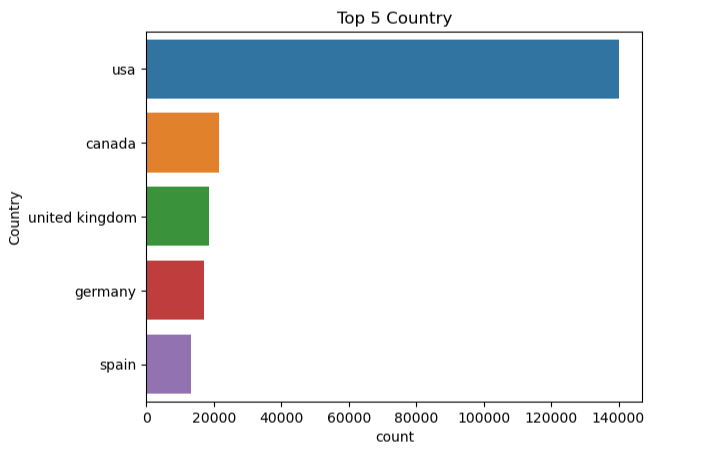 Top 5 Country
Country
usa
canada
united kingdom
germany
spain
0 20000 40000 60000 80000 100000 120000 140000
count